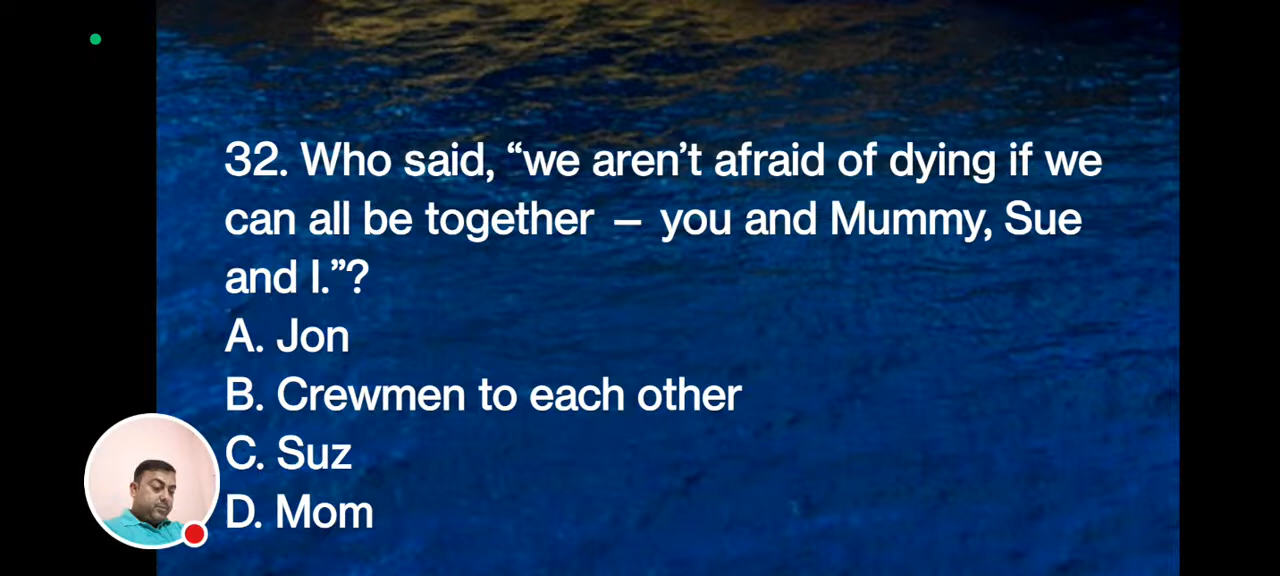 32. Who said, “we aren’t afraid of dying if we
can all be together – you and Mummy, Sue
and I.”?
A. Jon
B. Crewmen to each other
C. Suz
D. Mom